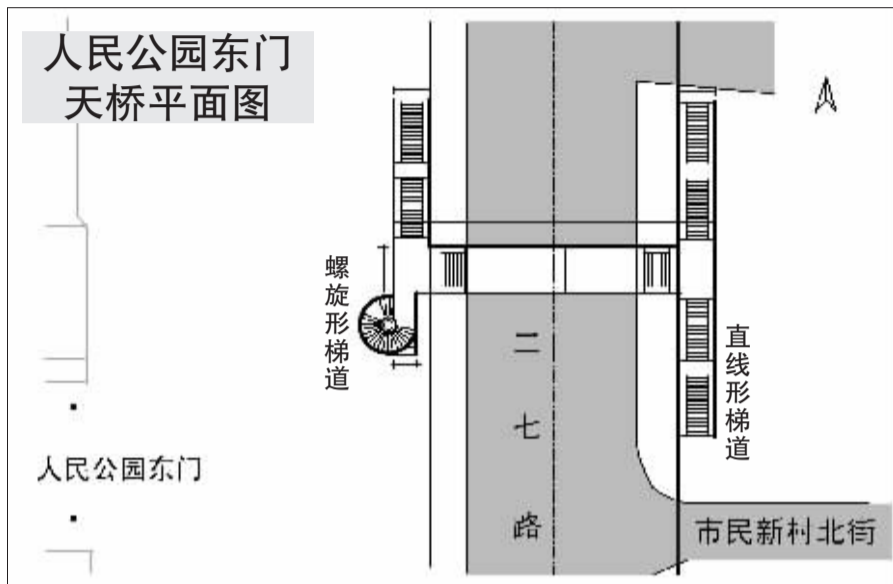 人民公园东门
天桥平面图
螺旋形梯道
直线形梯道
二七路
人民公园东门
市民新村北街